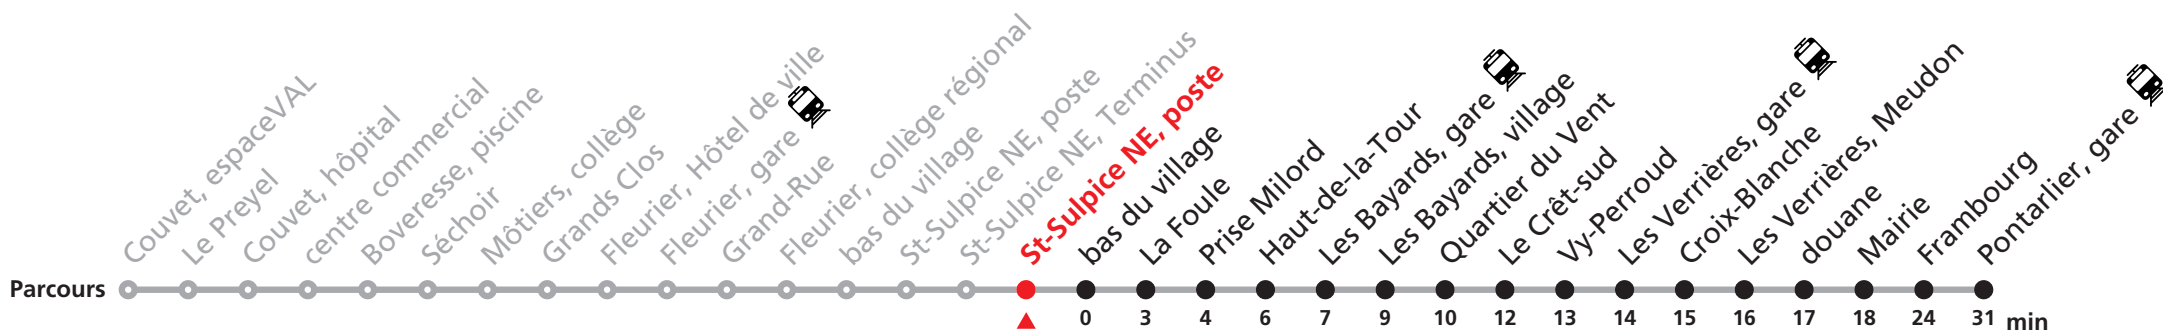 Couvet, espaceVAL
Le Preyel
Couvet, hôpital
centre commercial
Boveresse, piscine
Séchoir
Môtiers, collège
Grands Clos
Fleurier, Hôtel de ville
Fleurier, gare
Grand-Rue
Fleurier, collège régional
bas du village
St-Sulpice NE, poste
St-Sulpice NE, Terminus
St-Sulpice NE, poste
bas du village
La Foule
Prise Milord
Haut-de-la-Tour
Les Bayards, gare
Les Bayards, village
Quartier du Vent
Le Crêt-sud
Vy-Perroud
Les Verrières, gare
Croix-Blanche
Les Verrières, Meudon
douane
Mairie
Frambourg
Pontarlier, gare
Parcours
0 3 4 6 7 9 10 12 13 14 15 16 17 18 24 31 min